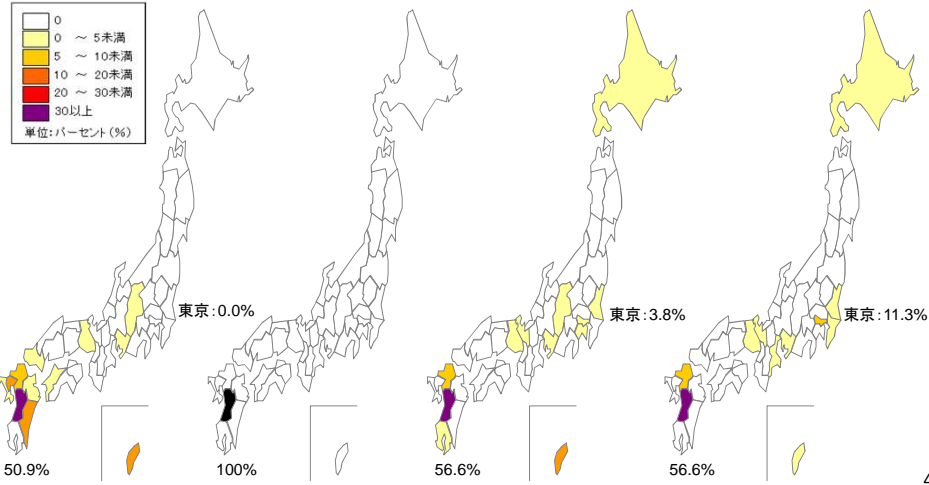 0
0 ～ 5未満
5 ～ 10未満
10 ～ 20未満
20 ～ 30未満
30以上
単位：パーセント（%）
東京：0.0%
東京：3.8%
東京：11.3%
50.9%
100%
56.6%
56.6%
4